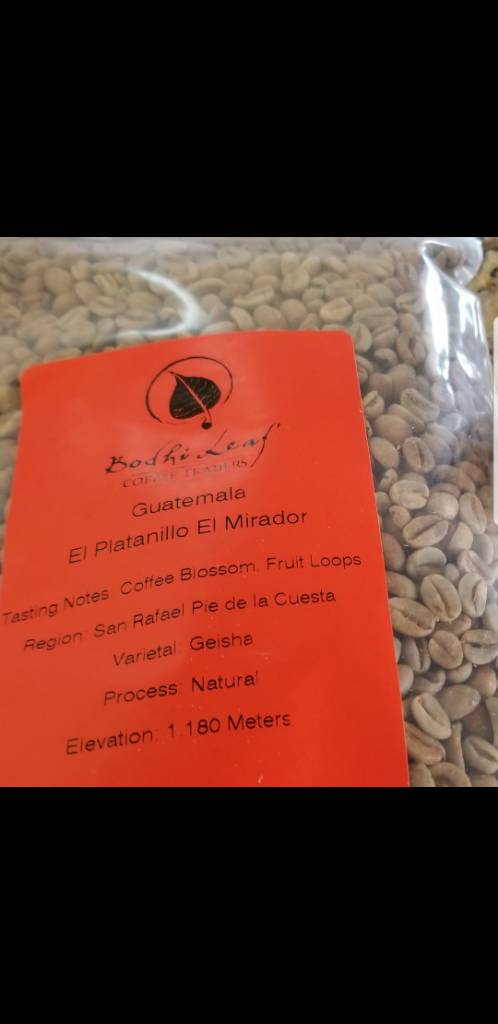 Bodhi Leaf
COFFEE TRADERS
Guatemala
El Platanillo El Mirador
Tasting Notes: Coffee Blossom, Fruit Loops
Region: San Rafael Pie de la Cuesta
Varietal: Geisha
Process: Natural
Elevation: 1,180 Meters